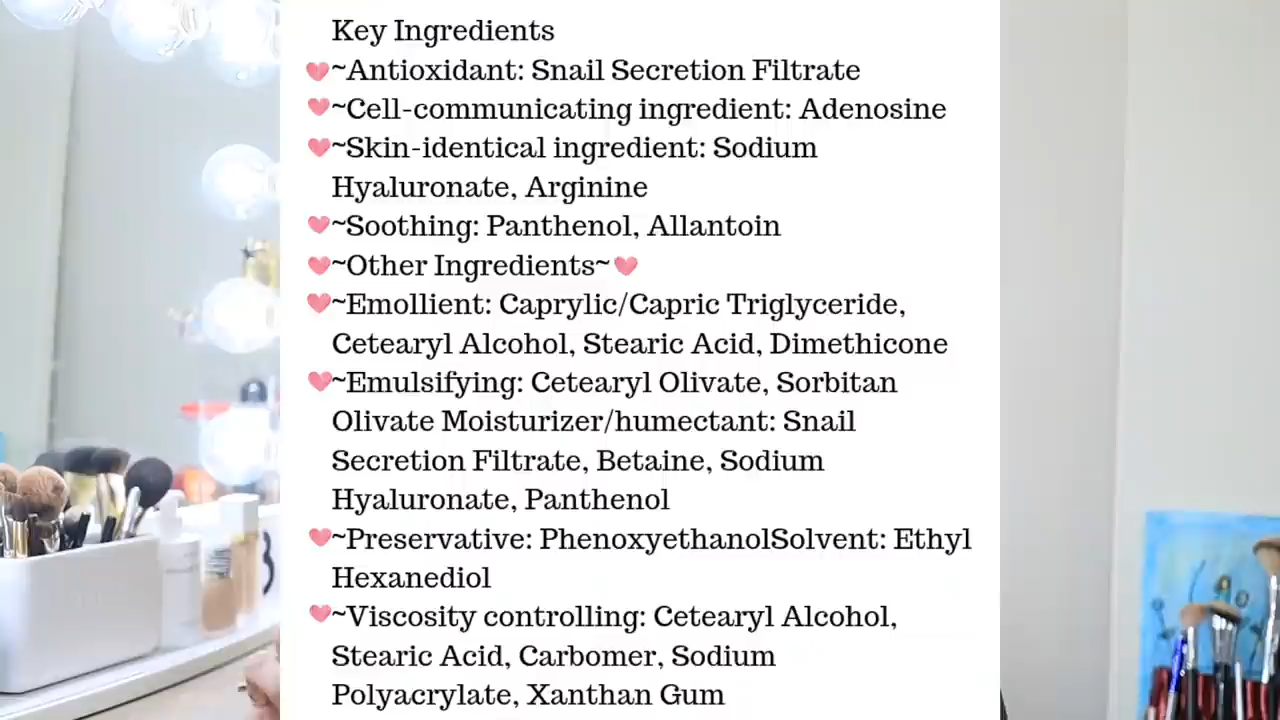 Key Ingredients
~Antioxidant: Snail Secretion Filtrate
~Cell-communicating ingredient: Adenosine
~Skin-identical ingredient: Sodium
Hyaluronate, Arginine
~Soothing: Panthenol, Allantoin
~Other Ingredients~
~Emollient: Caprylic/Capric Triglyceride,
Cetearyl Alcohol, Stearic Acid, Dimethicone
~Emulsifying: Cetearyl Olivate, Sorbitan
Olivate Moisturizer/humectant: Snail
Secretion Filtrate, Betaine, Sodium
Hyaluronate, Panthenol
~Preservative: PhenoxyethanolSolvent: Ethyl
Hexanediol
~Viscosity controlling: Cetearyl Alcohol,
Stearic Acid, Carbomer, Sodium
Polyacrylate, Xanthan Gum